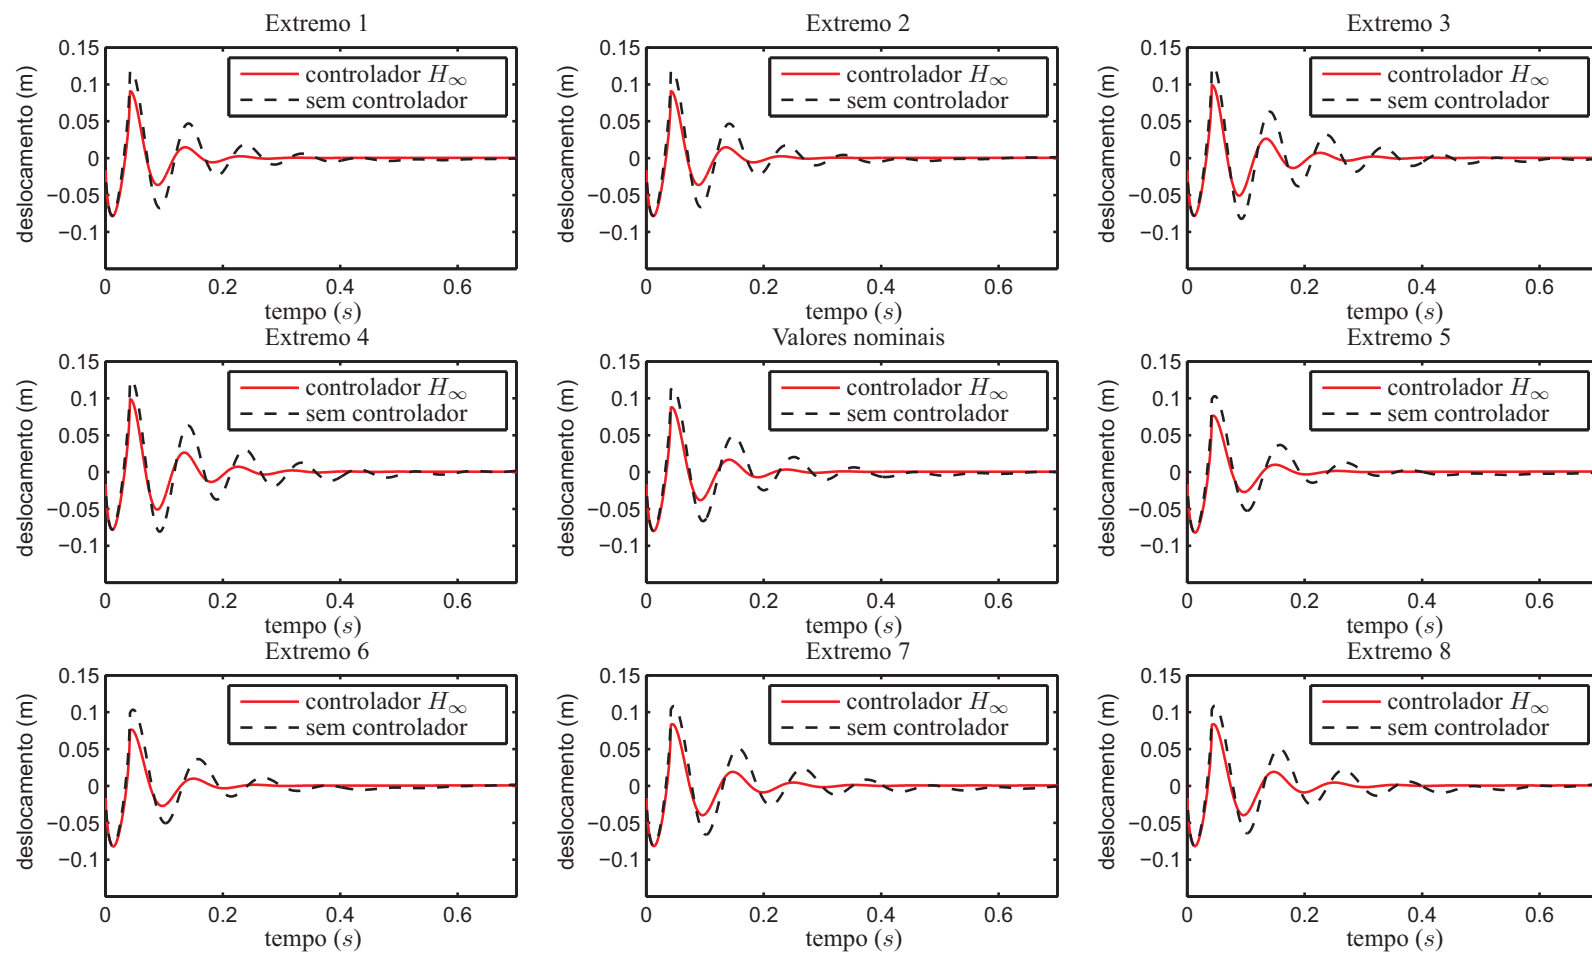 Extremo 1
0.15
0.1
0.05
0
−0.05
−0.1
deslocamento (m)
controlador H∞
sem controlador
0 0.2 0.4 0.6
tempo (s)
Extremo 2
0.15
0.1
0.05
0
−0.05
−0.1
deslocamento (m)
controlador H∞
sem controlador
0 0.2 0.4 0.6
tempo (s)
Extremo 3
0.15
0.1
0.05
0
−0.05
−0.1
deslocamento (m)
controlador H∞
sem controlador
0 0.2 0.4 0.6
tempo (s)
Extremo 4
0.15
0.1
0.05
0
−0.05
−0.1
deslocamento (m)
controlador H∞
sem controlador
0 0.2 0.4 0.6
tempo (s)
Valores nominais
0.15
0.1
0.05
0
−0.05
−0.1
deslocamento (m)
controlador H∞
sem controlador
0 0.2 0.4 0.6
tempo (s)
Extremo 5
0.15
0.1
0.05
0
−0.05
−0.1
deslocamento (m)
controlador H∞
sem controlador
0 0.2 0.4 0.6
tempo (s)
Extremo 6
0.15
0.1
0.05
0
−0.05
−0.1
deslocamento (m)
controlador H∞
sem controlador
0 0.2 0.4 0.6
tempo (s)
Extremo 7
0.15
0.1
0.05
0
−0.05
−0.1
deslocamento (m)
controlador H∞
sem controlador
0 0.2 0.4 0.6
tempo (s)
Extremo 8
0.15
0.1
0.05
0
−0.05
−0.1
deslocamento (m)
controlador H∞
sem controlador
0 0.2 0.4 0.6
tempo (s)